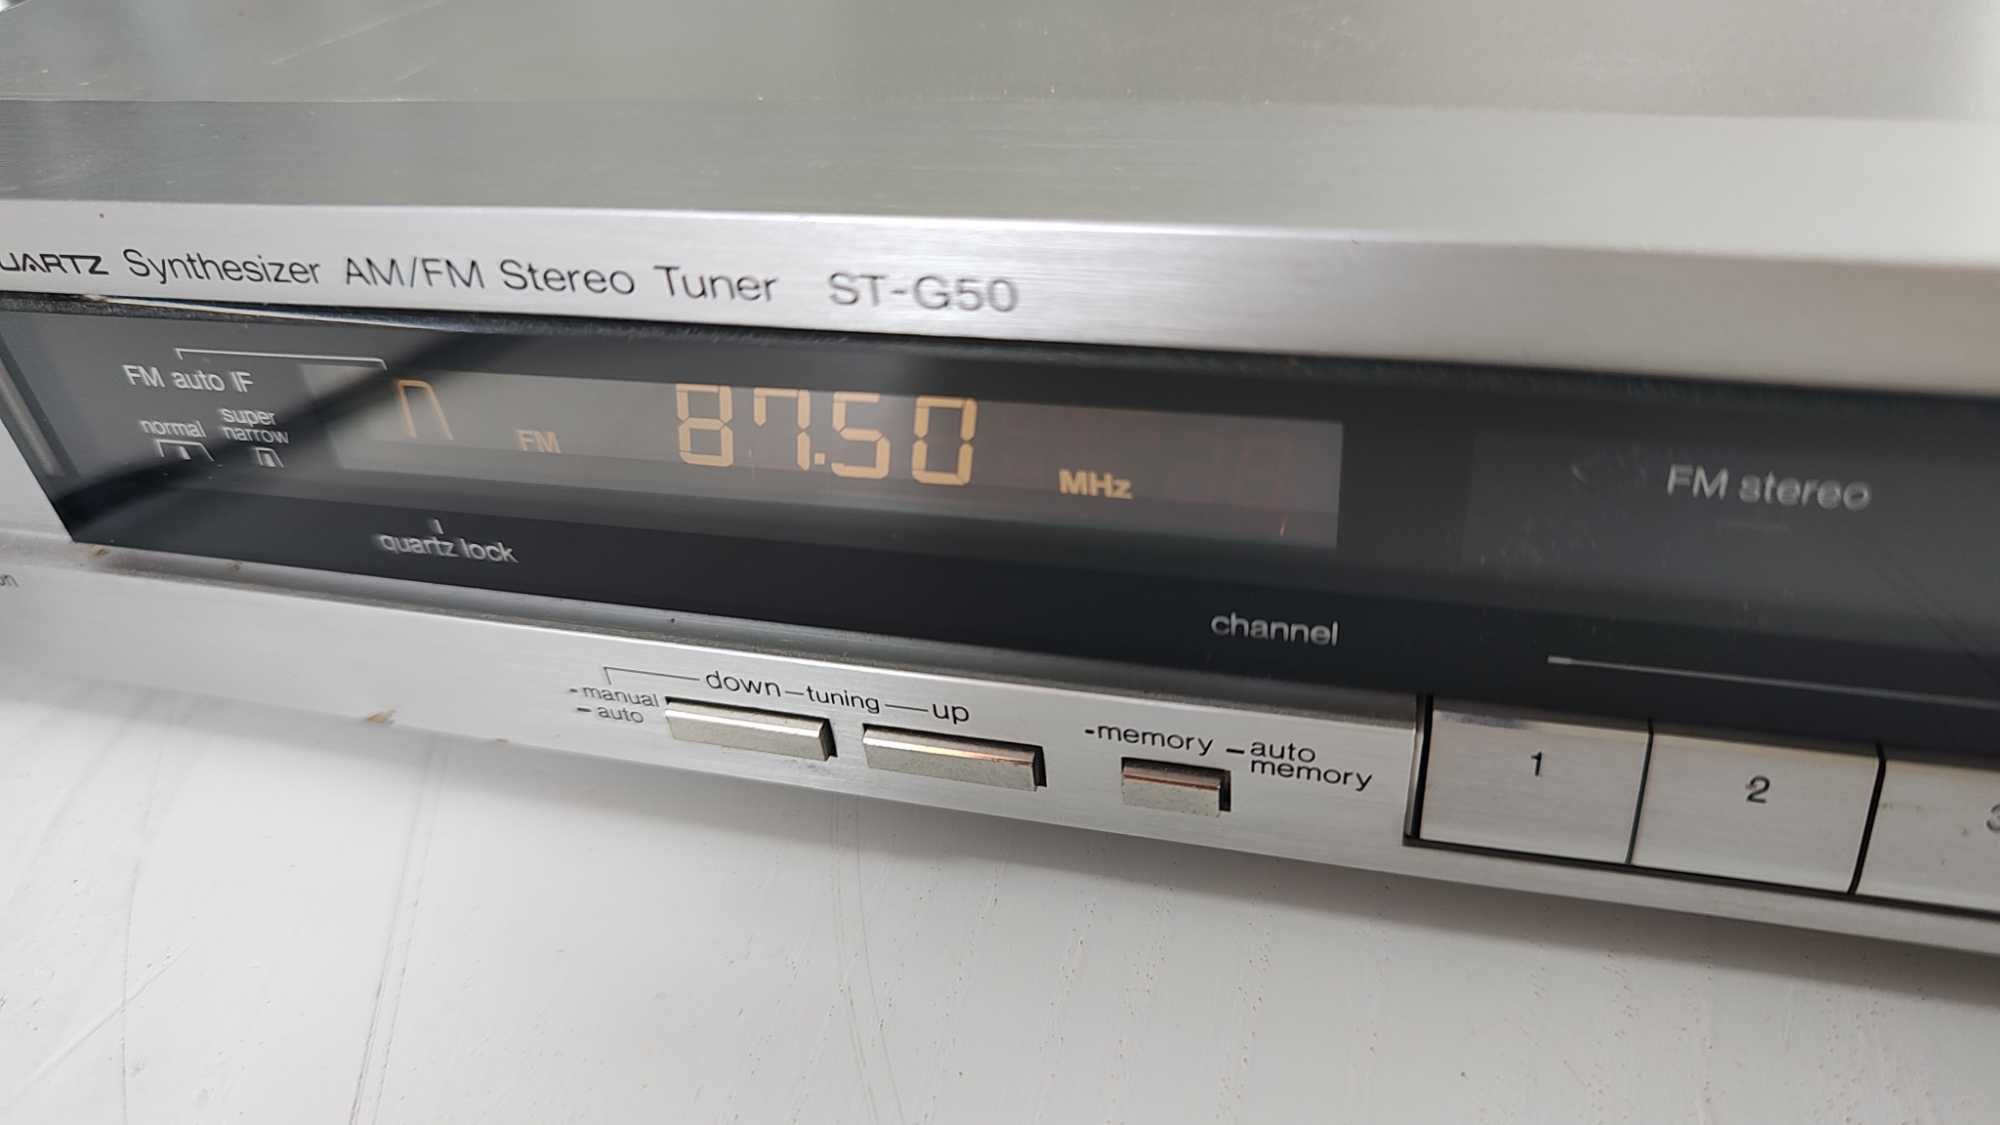 UARTZ Synthesizer AM/FM Stereo Tuner ST-G50
FM auto IF
normal super narrow
FM 87.50 MHz
FM stereo
quartz lock
channel
down tuning up
-manual
-auto
-memory -auto memory
1 2